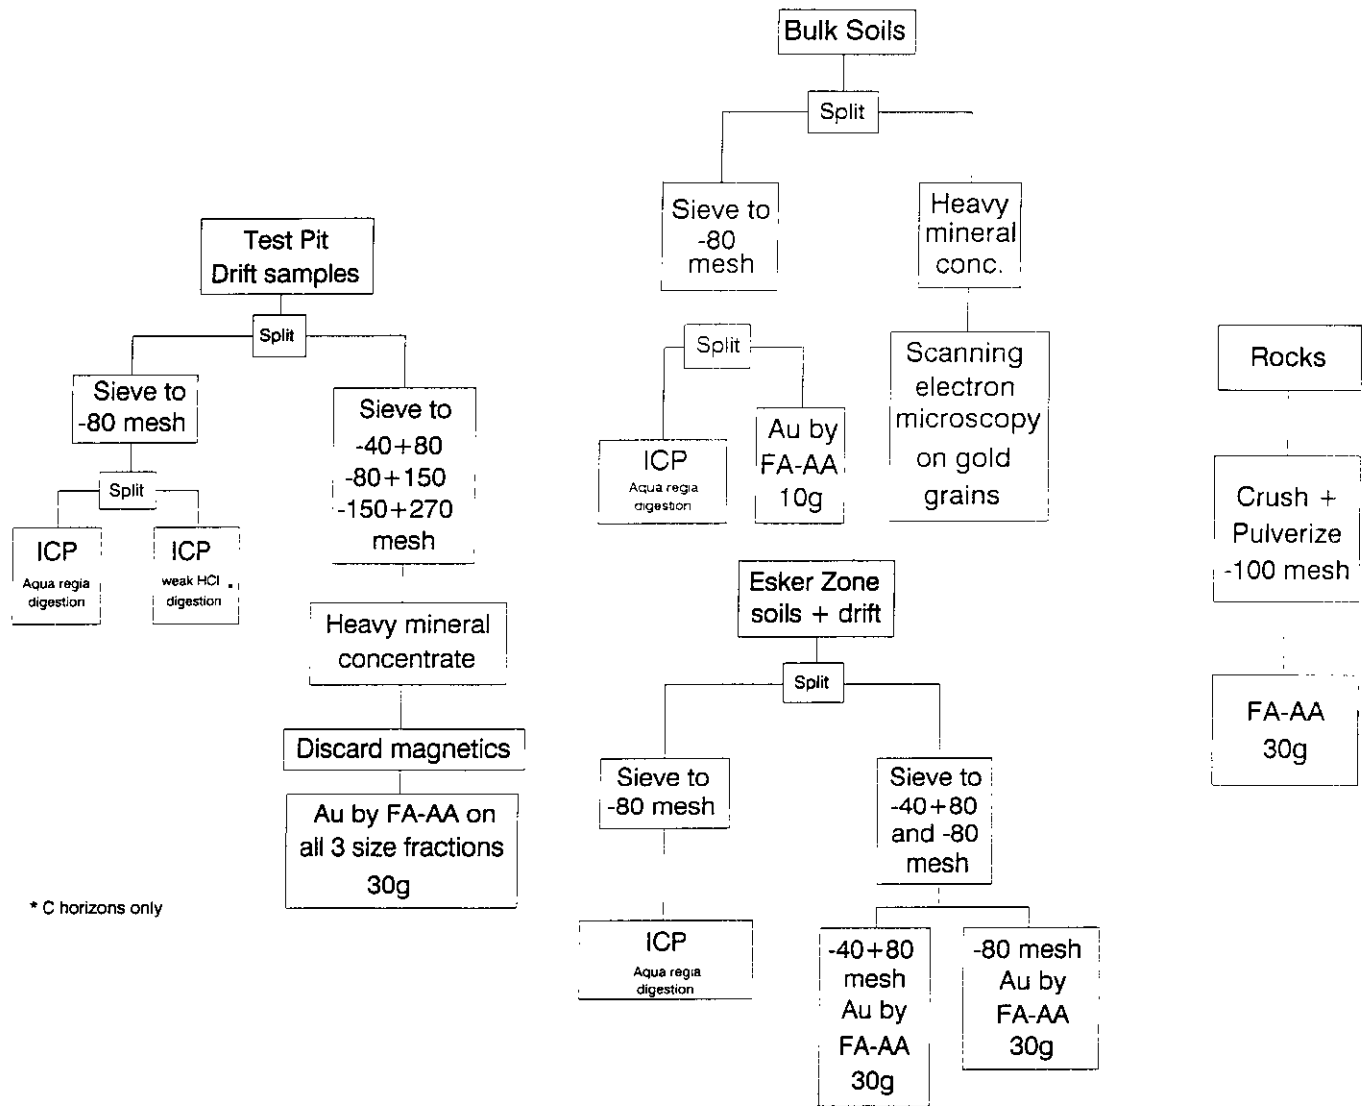 Bulk Soils
Split
Sieve to
-80
mesh
Heavy
mineral
conc.
Split
ICP
Aqua regia
digestion
Au by
FA-AA
10g
Scanning
electron
microscopy
on gold
grains
Test Pit
Drift samples
Split
Sieve to
-80 mesh
Split
ICP
Aqua regia
digestion
ICP
weak HCl *
digestion
Sieve to
-40+80
-80+150
-150+270
mesh
Heavy mineral
concentrate
Discard magnetics
Au by FA-AA on
all 3 size fractions
30g
* C horizons only
Esker Zone
soils + drift
Split
Sieve to
-80 mesh
ICP
Aqua regia
digestion
Sieve to
-40+80
and -80
mesh
-40+80
mesh
Au by
FA-AA
30g
-80 mesh
Au by
FA-AA
30g
Rocks
Crush +
Pulverize
-100 mesh
FA-AA
30g